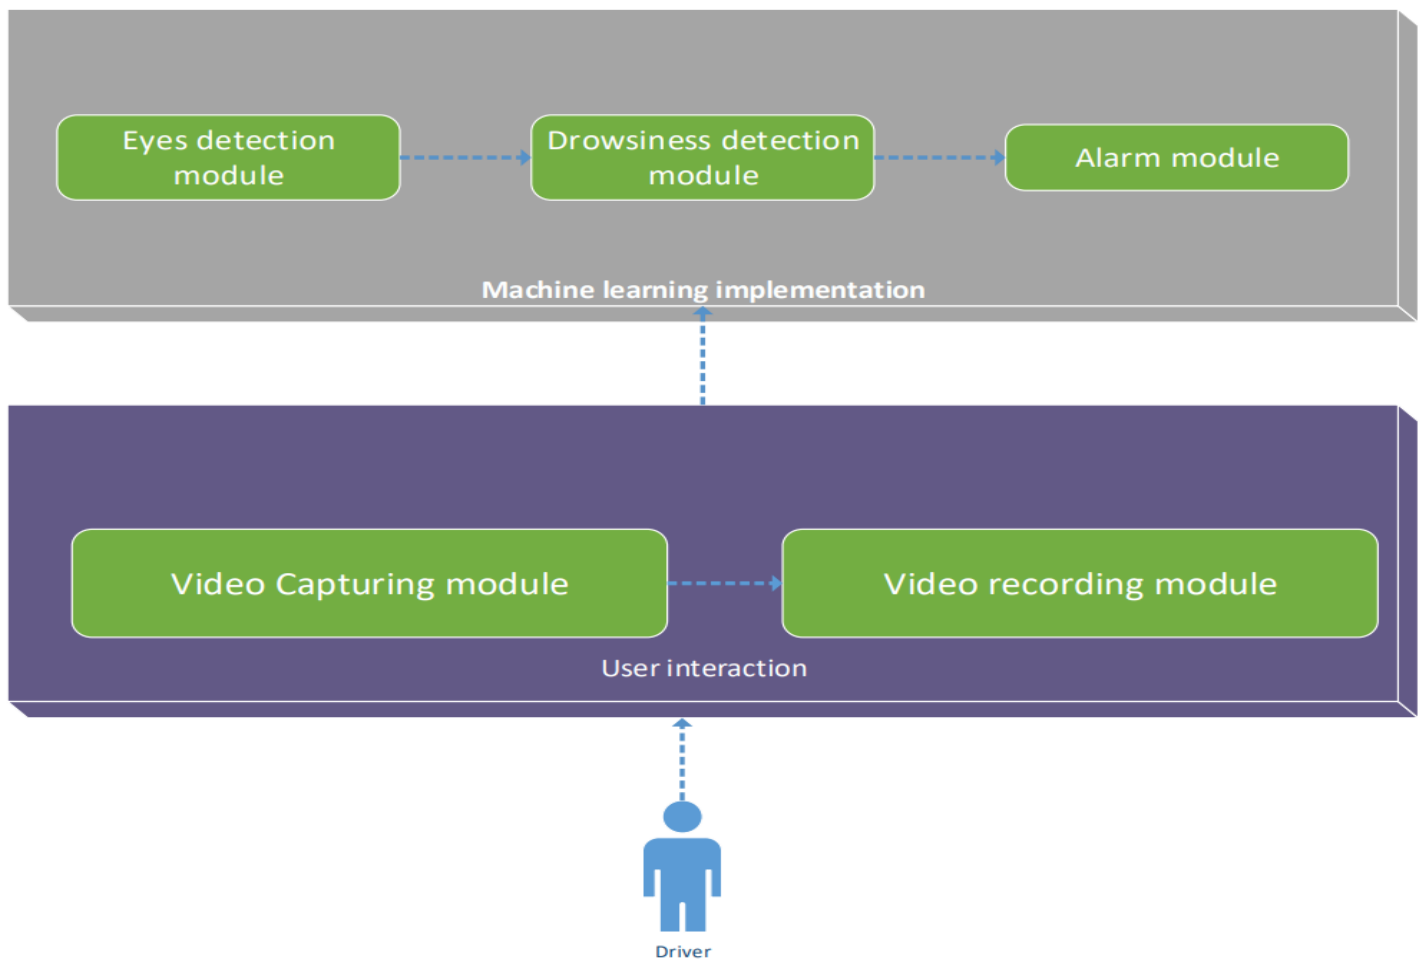 Eyes detection
module
Drowsiness detection
module
Alarm module
Machine learning implementation
Video Capturing module
Video recording module
User interaction
Driver